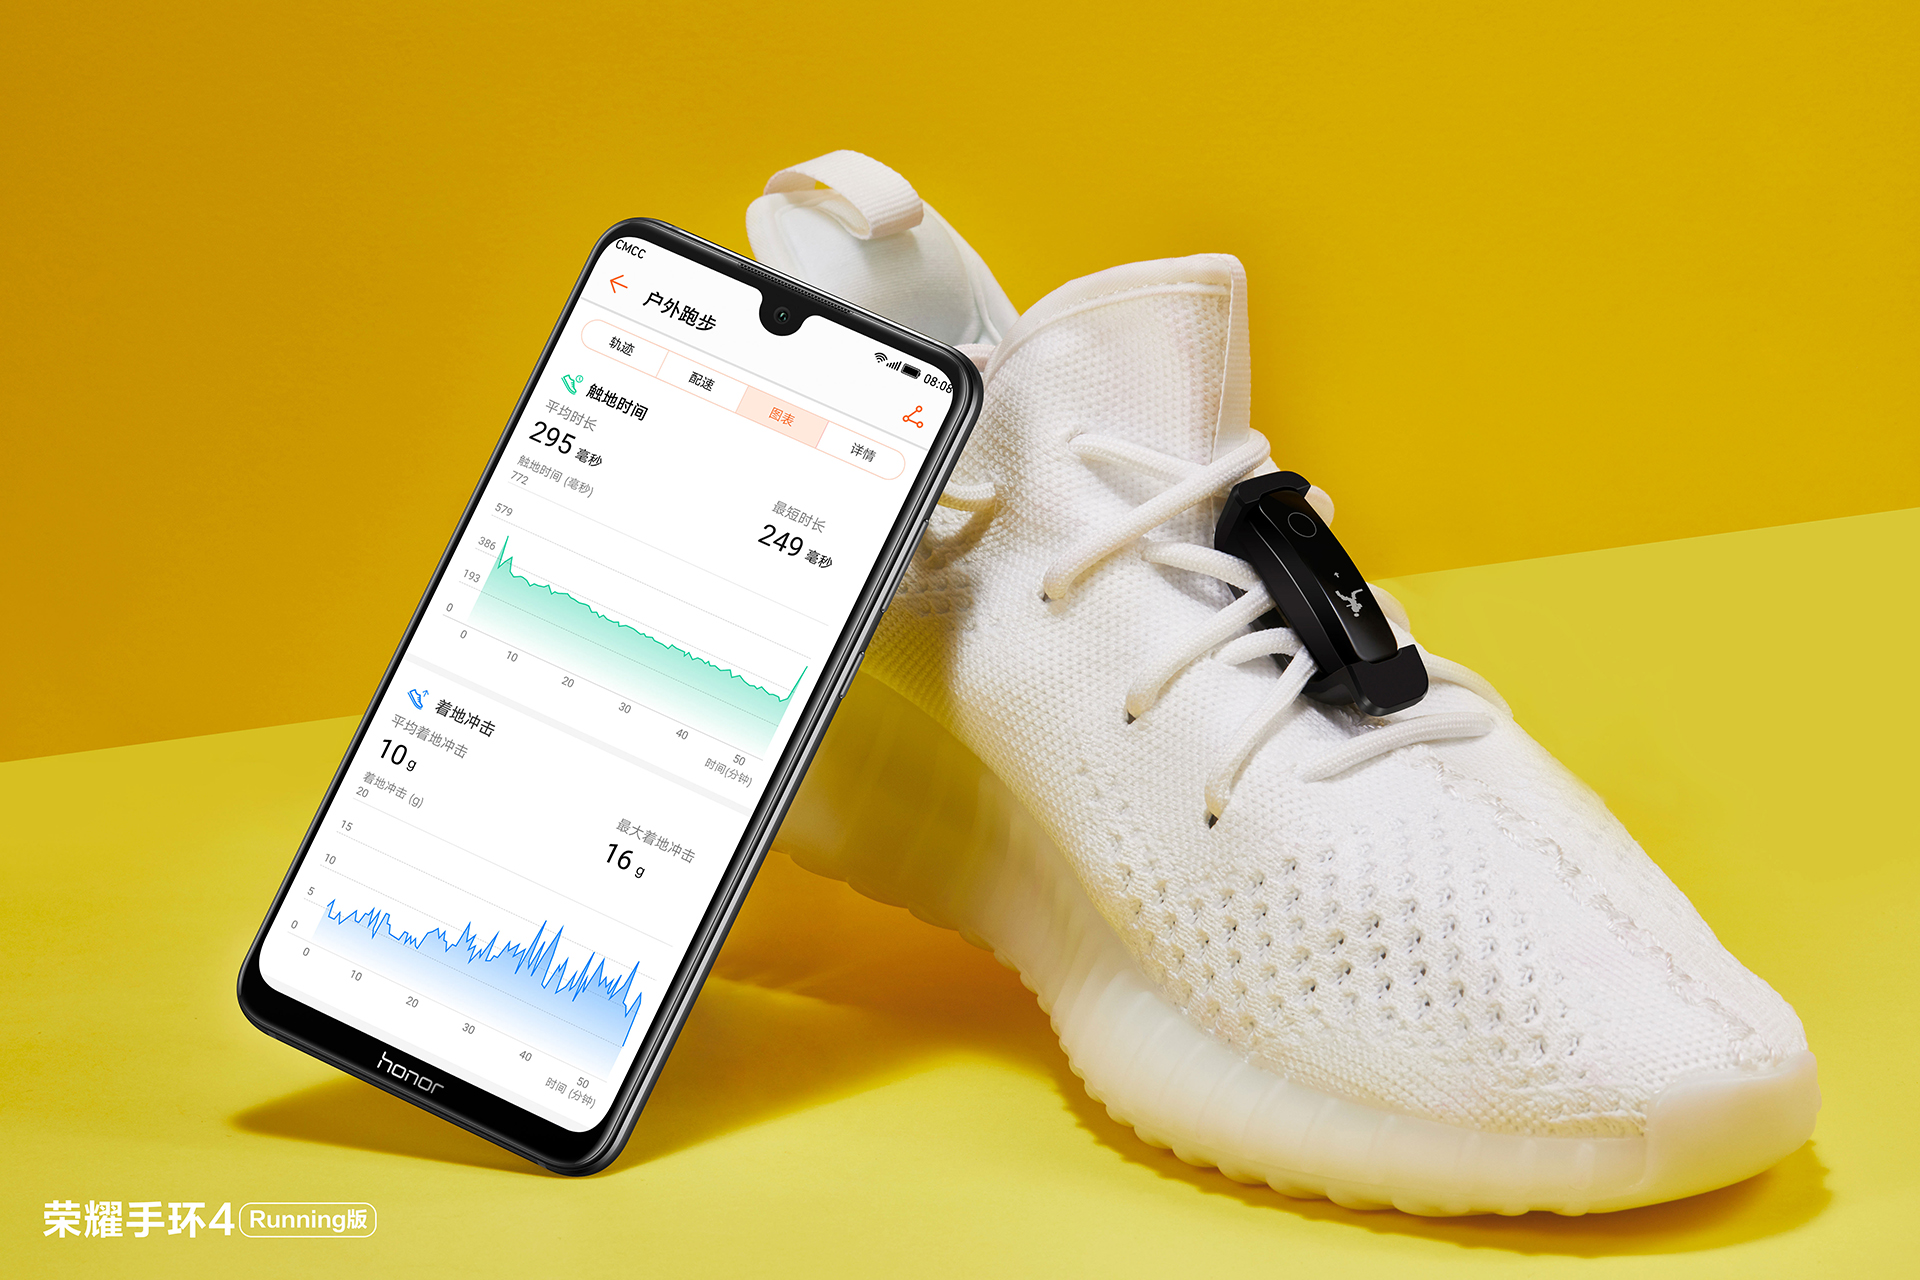 CMCC
08:08
户外跑步
轨迹
配速
图表
详情
触地时间
平均时长
295 毫秒
最短时长
249 毫秒
触地时间 (毫秒)
772
579
386
193
0
0 10 20 30 40 50
时间(分钟)
着地冲击
平均着地冲击
10 g
最大着地冲击
16 g
着地冲击 (g)
20
15
10
5
0
0 10 20 30 40 50
时间 (分钟)
honor
荣耀手环4 Running版